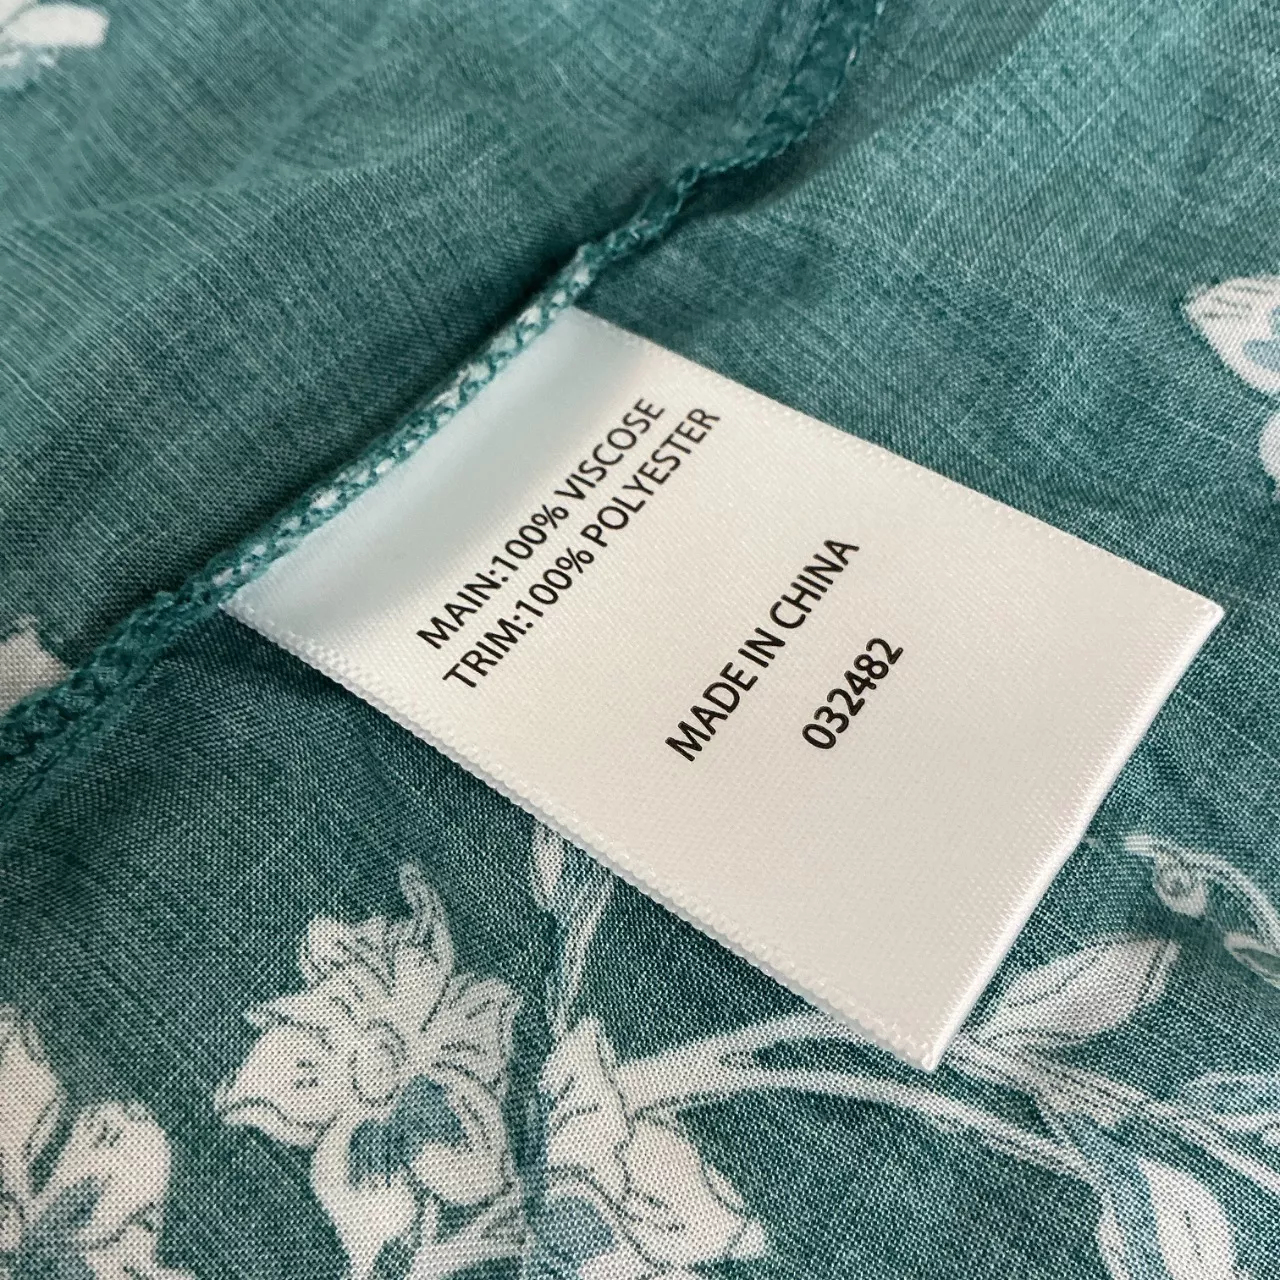 MAIN:100% VISCOSE
TRIM:100% POLYESTER
MADE IN CHINA
032482